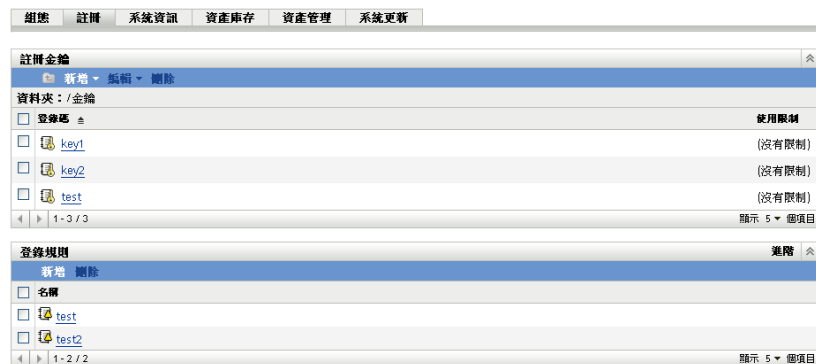 組態 註冊 系統資訊 資產庫存 資產管理 系統更新
註冊金鑰
新增 編輯 刪除
資料夾：/金鑰
登錄碼 使用限制
key1 (沒有限制)
key2 (沒有限制)
test (沒有限制)
1 - 3 / 3 顯示 5 個項目
登錄規則 進階
新增 刪除
名稱
test
test2
1 - 2 / 2 顯示 5 個項目